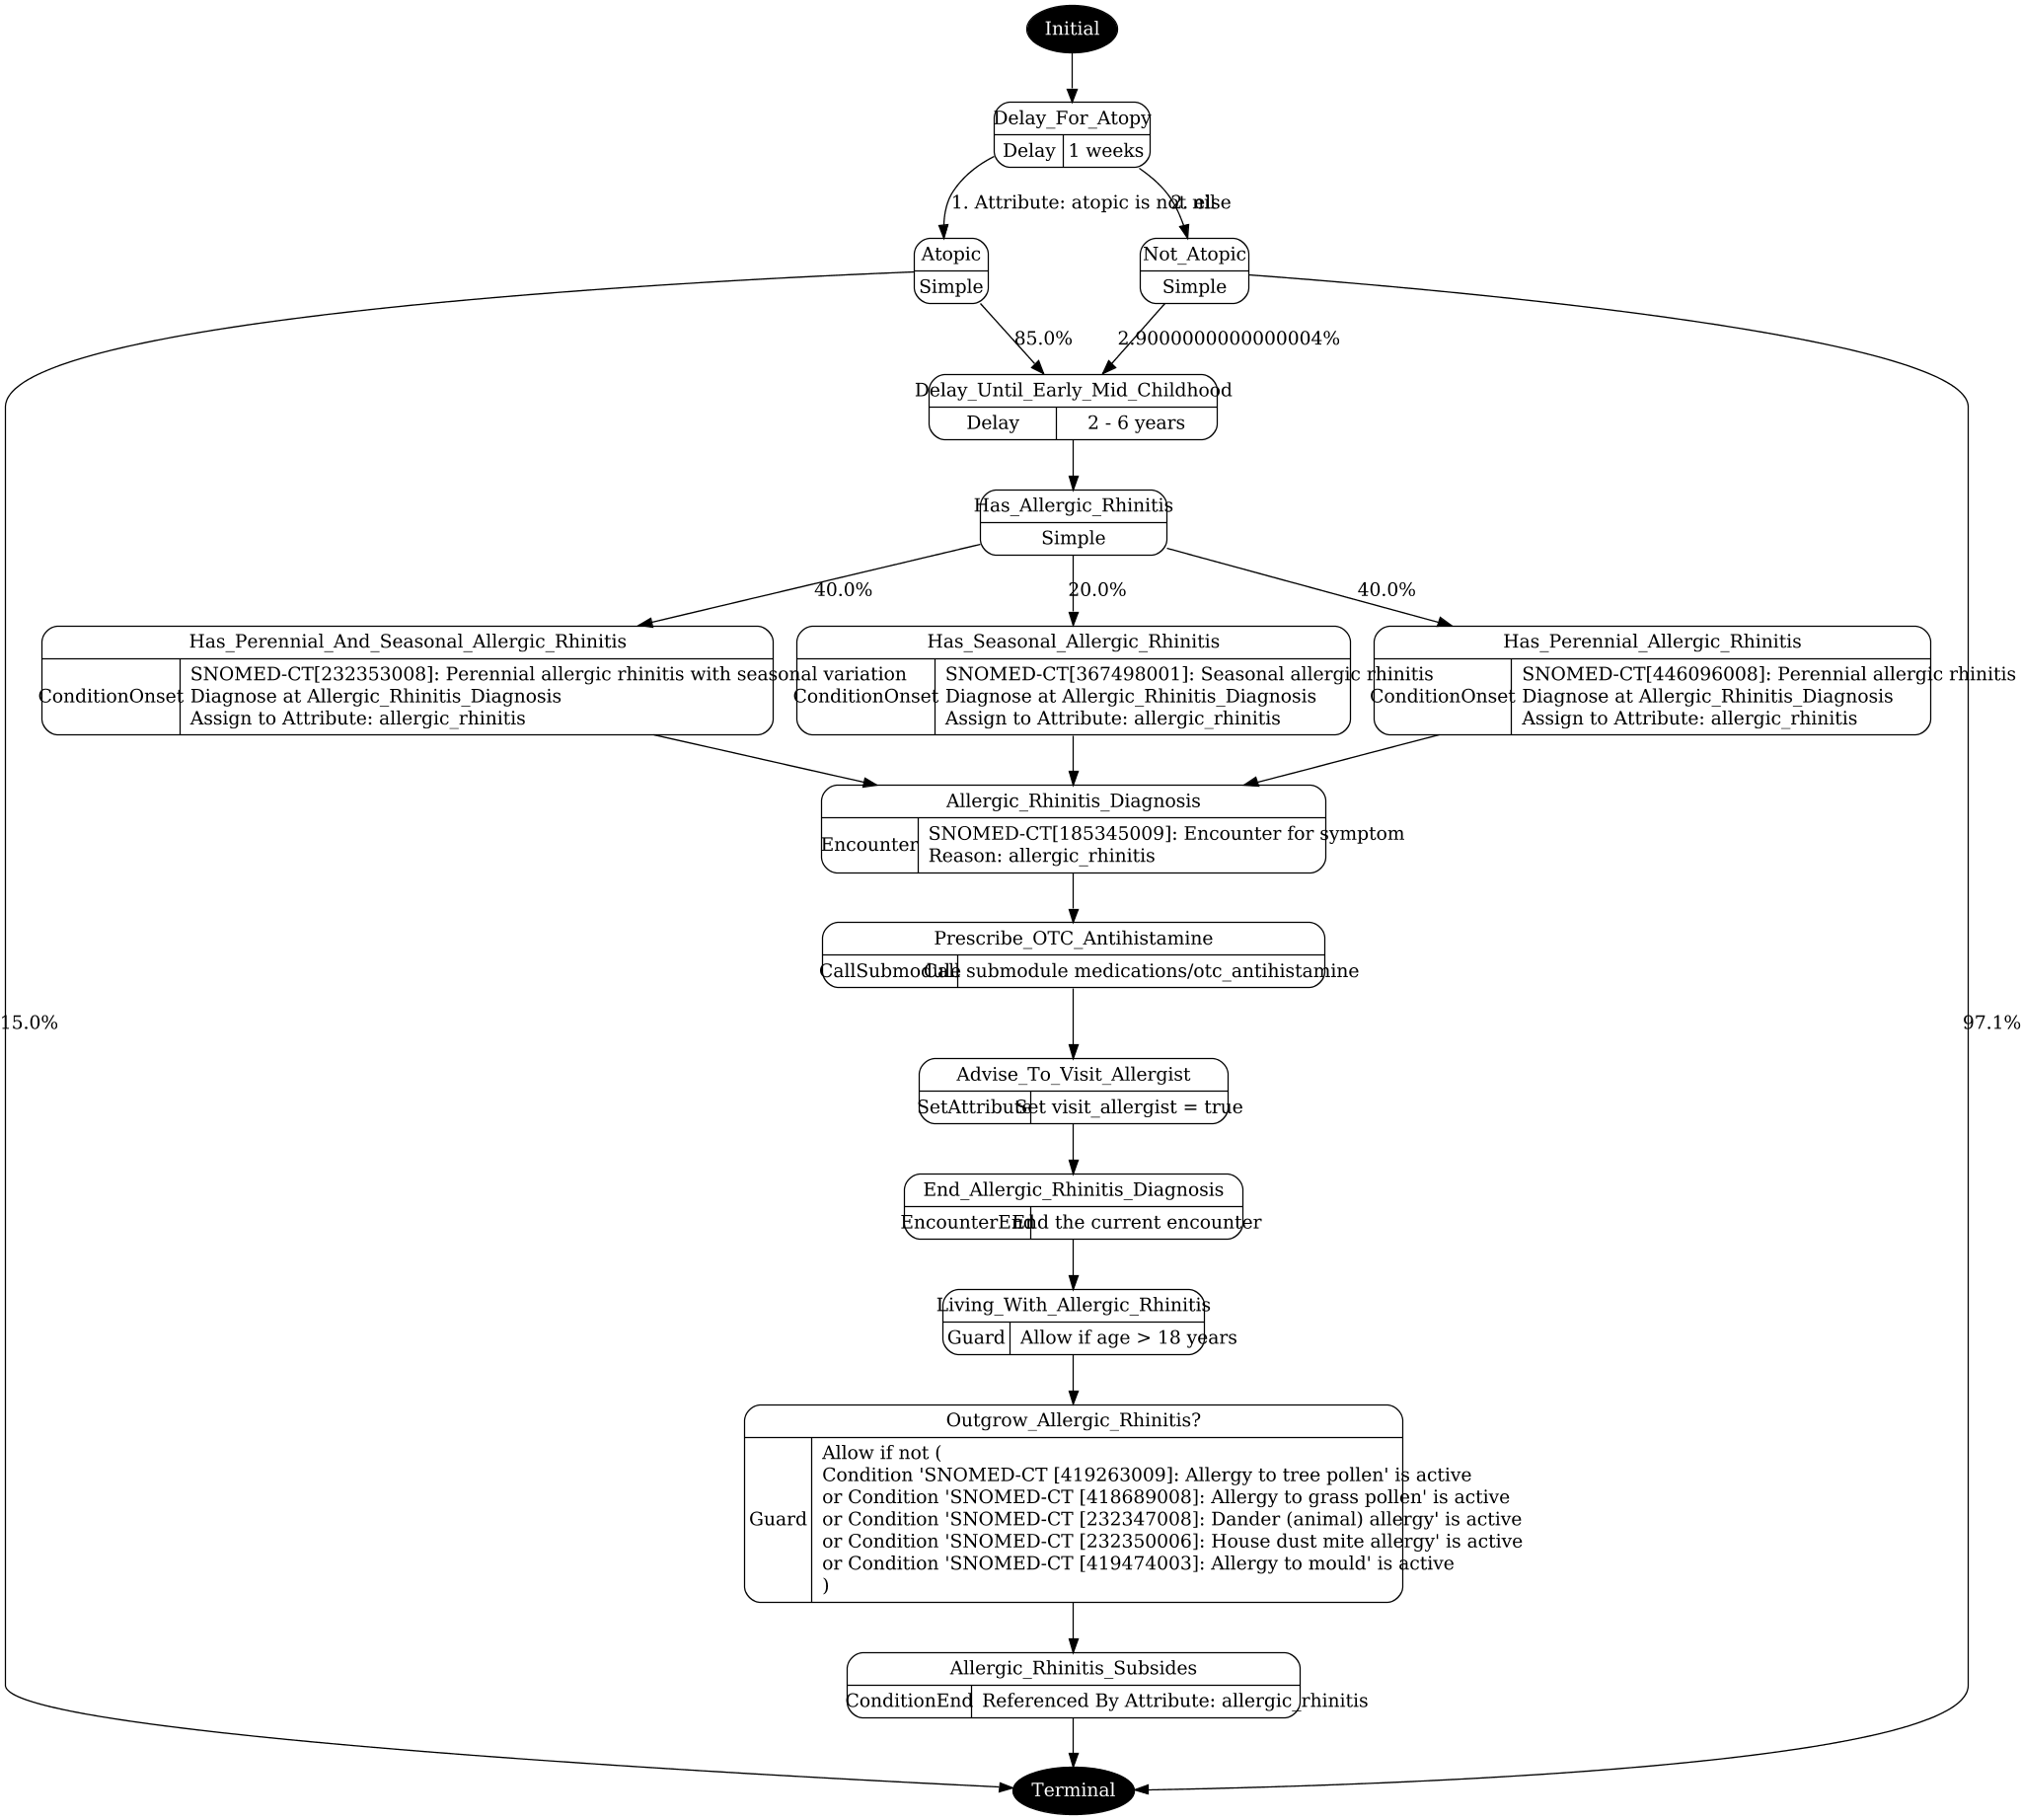 Initial
Delay_For_Atopy
Delay 1 weeks
1. Attribute: atopic is not nil
2. else
Atopic
Simple
Not_Atopic
Simple
85.0%
2.9000000000000004%
Delay_Until_Early_Mid_Childhood
Delay 2 - 6 years
Has_Allergic_Rhinitis
Simple
40.0%
20.0%
40.0%
Has_Perennial_And_Seasonal_Allergic_Rhinitis
ConditionOnset
SNOMED-CT[232353008]: Perennial allergic rhinitis with seasonal variation
Diagnose at Allergic_Rhinitis_Diagnosis
Assign to Attribute: allergic_rhinitis
Has_Seasonal_Allergic_Rhinitis
ConditionOnset
SNOMED-CT[367498001]: Seasonal allergic rhinitis
Diagnose at Allergic_Rhinitis_Diagnosis
Assign to Attribute: allergic_rhinitis
Has_Perennial_Allergic_Rhinitis
ConditionOnset
SNOMED-CT[446096008]: Perennial allergic rhinitis
Diagnose at Allergic_Rhinitis_Diagnosis
Assign to Attribute: allergic_rhinitis
Allergic_Rhinitis_Diagnosis
Encounter
SNOMED-CT[185345009]: Encounter for symptom
Reason: allergic_rhinitis
Prescribe_OTC_Antihistamine
CallSubmodule Call submodule medications/otc_antihistamine
15.0%
97.1%
Advise_To_Visit_Allergist
SetAttribute Set visit_allergist = true
End_Allergic_Rhinitis_Diagnosis
EncounterEnd End the current encounter
Living_With_Allergic_Rhinitis
Guard Allow if age > 18 years
Outgrow_Allergic_Rhinitis?
Guard
Allow if not (
Condition 'SNOMED-CT [419263009]: Allergy to tree pollen' is active
or Condition 'SNOMED-CT [418689008]: Allergy to grass pollen' is active
or Condition 'SNOMED-CT [232347008]: Dander (animal) allergy' is active
or Condition 'SNOMED-CT [232350006]: House dust mite allergy' is active
or Condition 'SNOMED-CT [419474003]: Allergy to mould' is active
)
Allergic_Rhinitis_Subsides
ConditionEnd Referenced By Attribute: allergic_rhinitis
Terminal